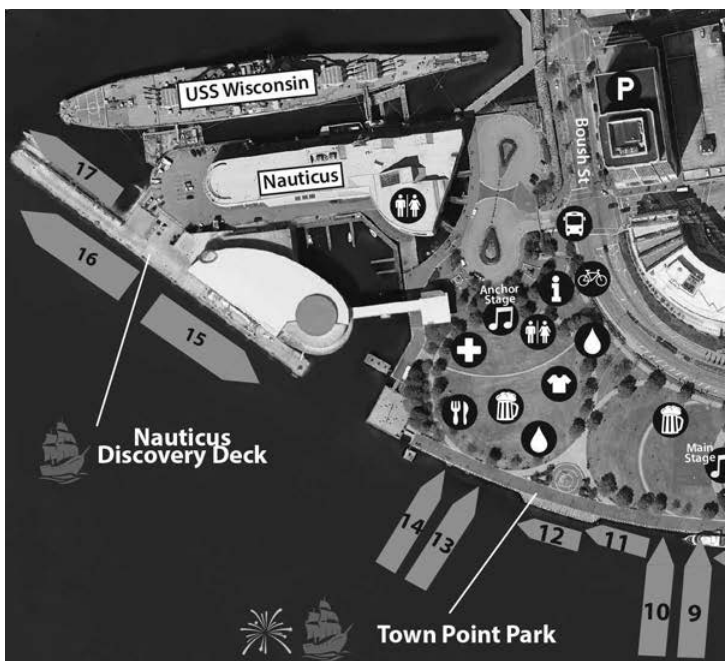 USS Wisconsin
P
Boush St
Nauticus
17
16
15
Anchor
Stage
i
Nauticus
Discovery Deck
Main
Stage
14
13
12
11
10
9
Town Point Park